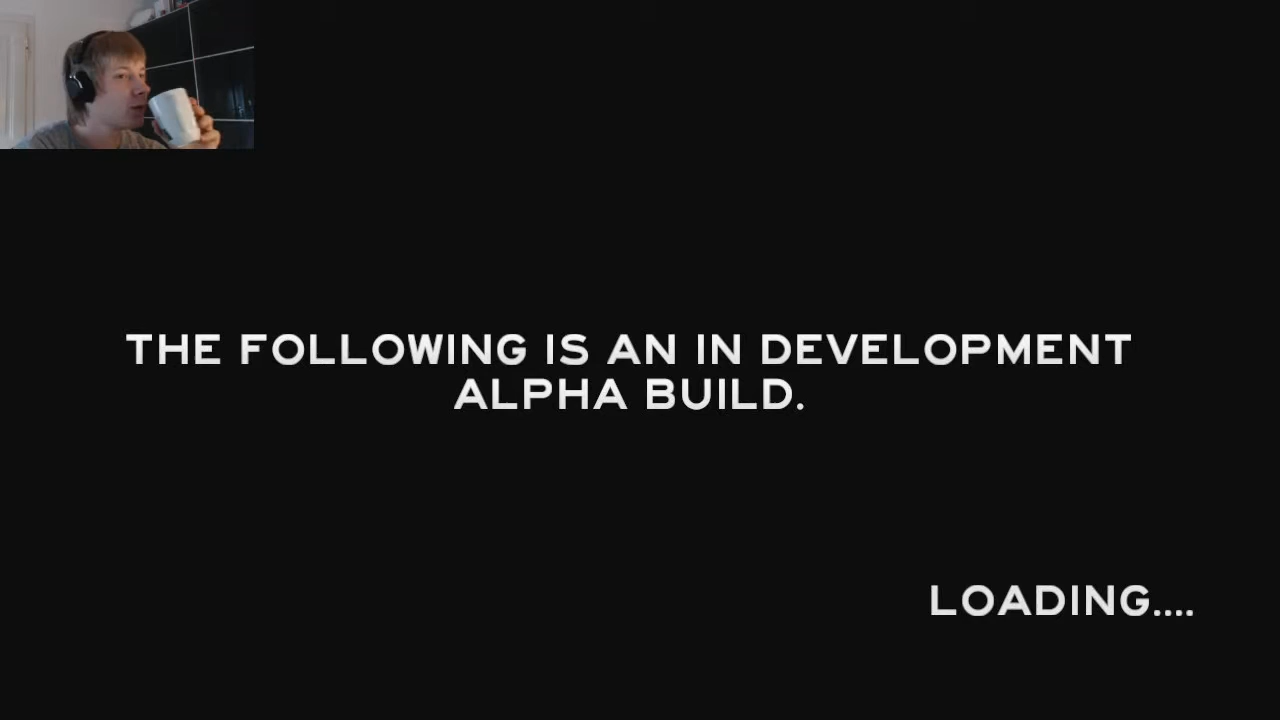 THE FOLLOWING IS AN IN DEVELOPMENT
ALPHA BUILD.
LOADING....